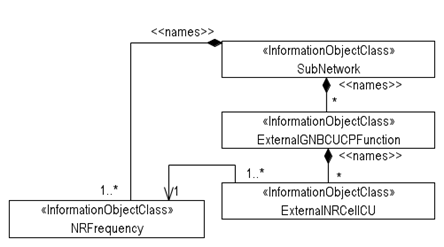 <<names>>
«InformationObjectClass»
SubNetwork
<<names>>
*
«InformationObjectClass»
ExternalGNBCUCPFunction
<<names>>
1..*
1
1..*
*
«InformationObjectClass»
NRFrequency
«InformationObjectClass»
ExternalNRCellCU